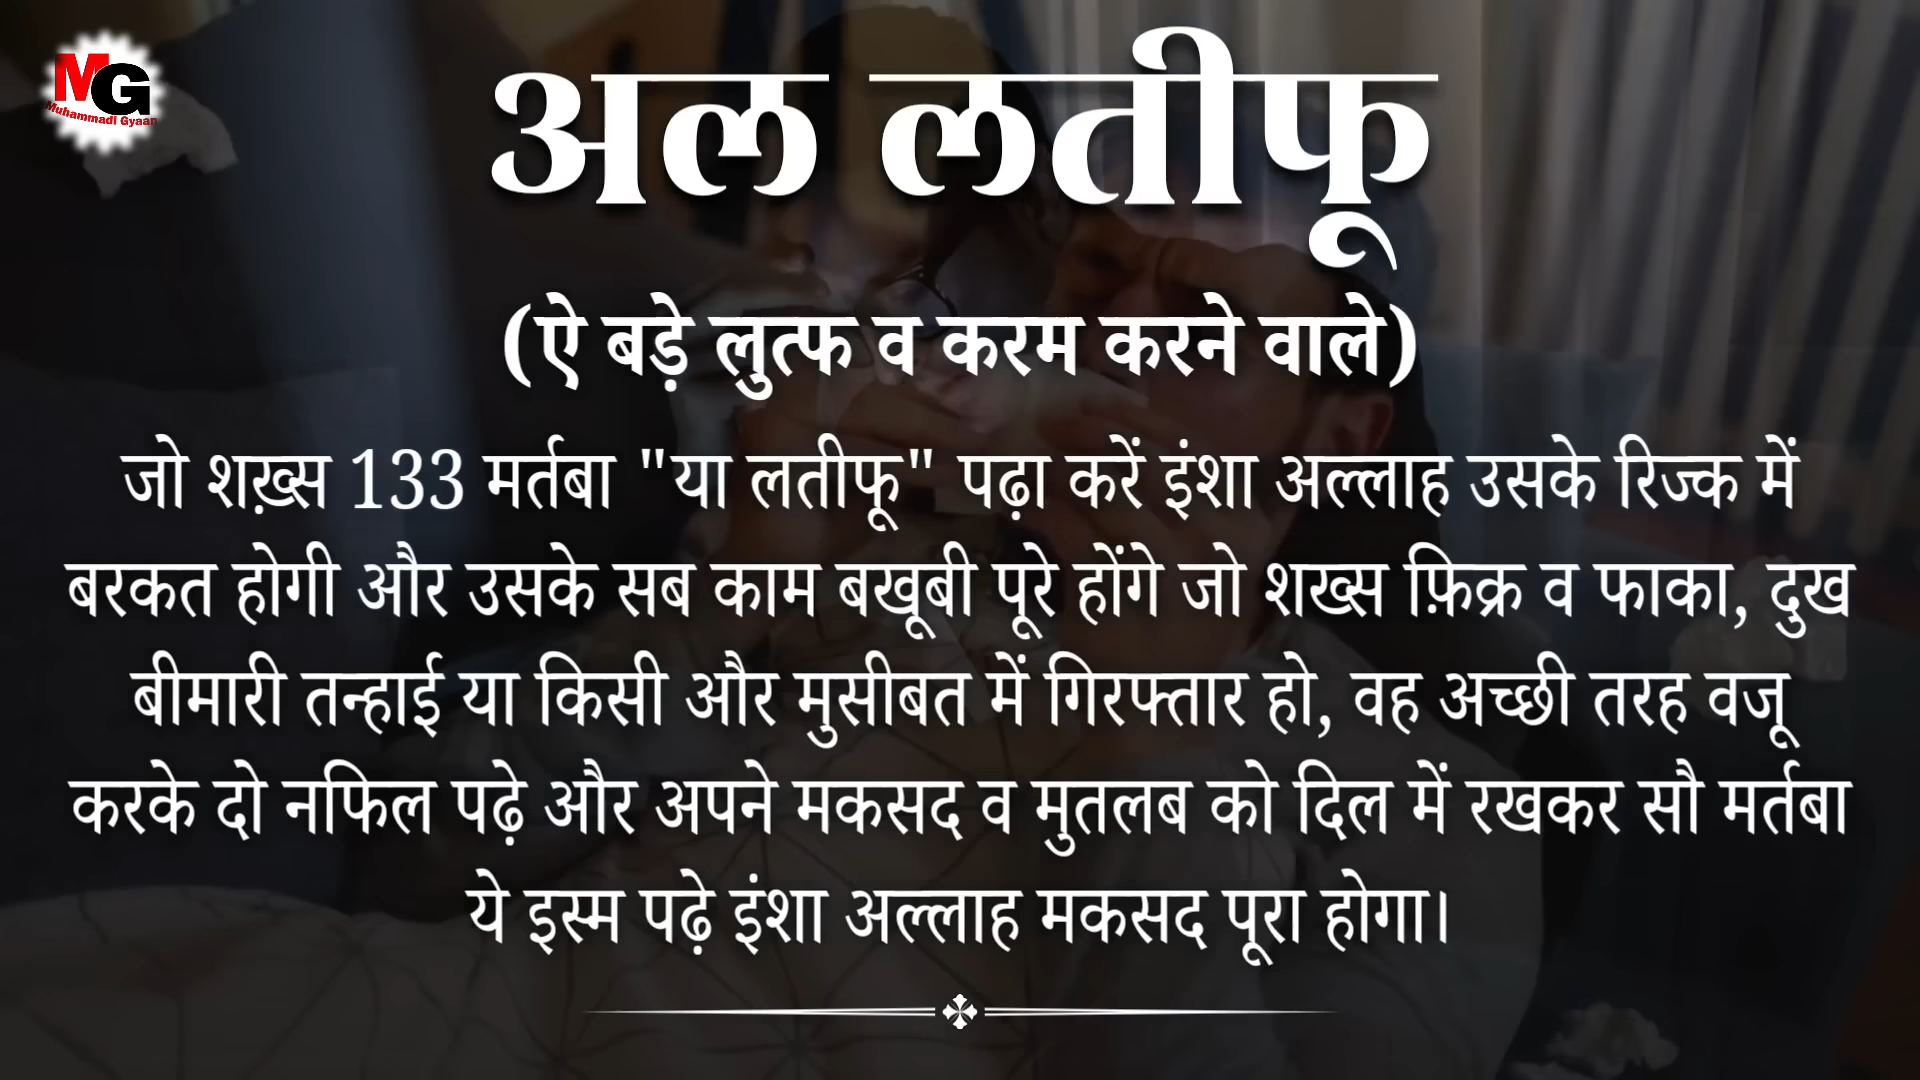 MG
Muhammadi Gyaan
अल लतीफू
(ऐ बड़े लुत्फ व करम करने वाले)
जो शख़्स 133 मर्तबा "या लतीफू" पढ़ा करें इंशा अल्लाह उसके रिज्क में
बरकत होगी और उसके सब काम बखूबी पूरे होंगे जो शख्स फ़िक्र व फाका, दुख
बीमारी तन्हाई या किसी और मुसीबत में गिरफ्तार हो, वह अच्छी तरह वजू
करके दो नफिल पढ़े और अपने मकसद व मुतलब को दिल में रखकर सौ मर्तबा
ये इस्म पढ़े इंशा अल्लाह मकसद पूरा होगा।